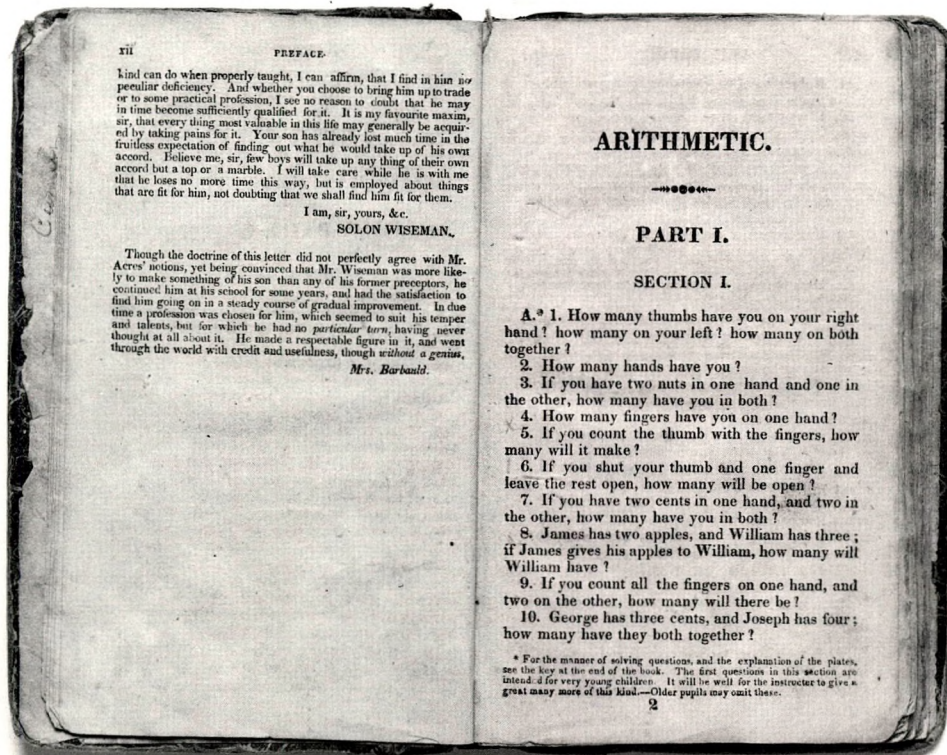 xii
PREFACE.
kind can do when properly taught, I can affirm, that I find in him no
peculiar deficiency. And whether you choose to bring him up to trade
or to some practical profession, I see no reason to doubt that he may
in time become sufficiently qualified for it. It is my favourite maxim,
sir, that every thing most valuable in this life may generally be acquir-
ed by taking pains for it. Your son has already lost much time in the
fruitless expectation of finding out what he would take up of his own
accord. Believe me, sir, few boys will take up any thing of their own
accord but a top or a marble. I will take care while he is with me
that he loses no more time this way, but is employed about things
that are fit for him, not doubting that we shall find him fit for them.
I am, sir, yours, &c.
SOLON WISEMAN.
Though the doctrine of this letter did not perfectly agree with Mr.
Acres' notions, yet being convinced that Mr. Wiseman was more like-
ly to make something of his son than any of his former preceptors, he
continued him at his school for some years, and had the satisfaction to
find him going on in a steady course of gradual improvement. In due
time a profession was chosen for him, which seemed to suit his temper
and talents, but for which he had no particular turn, having never
thought at all about it. He made a respectable figure in it, and went
through the world with credit and usefulness, though without a genius.
Mrs. Barbauld.
ARITHMETIC.
PART I.
SECTION I.
A.* 1. How many thumbs have you on your right
hand? how many on your left? how many on both
together?
2. How many hands have you?
3. If you have two nuts in one hand and one in
the other, how many have you in both?
4. How many fingers have you on one hand?
5. If you count the thumb with the fingers, how
many will it make?
6. If you shut your thumb and one finger and
leave the rest open, how many will be open?
7. If you have two cents in one hand, and two in
the other, how many have you in both?
8. James has two apples, and William has three;
if James gives his apples to William, how many will
William have?
9. If you count all the fingers on one hand, and
two on the other, how many will there be?
10. George has three cents, and Joseph has four;
how many have they both together?
* For the manner of solving questions, and the explanation of the plates,
see the key at the end of the book. The first questions in this section are
intended for very young children. It will be well for the instructor to give a
great many more of this kind.—Older pupils may omit these.
2